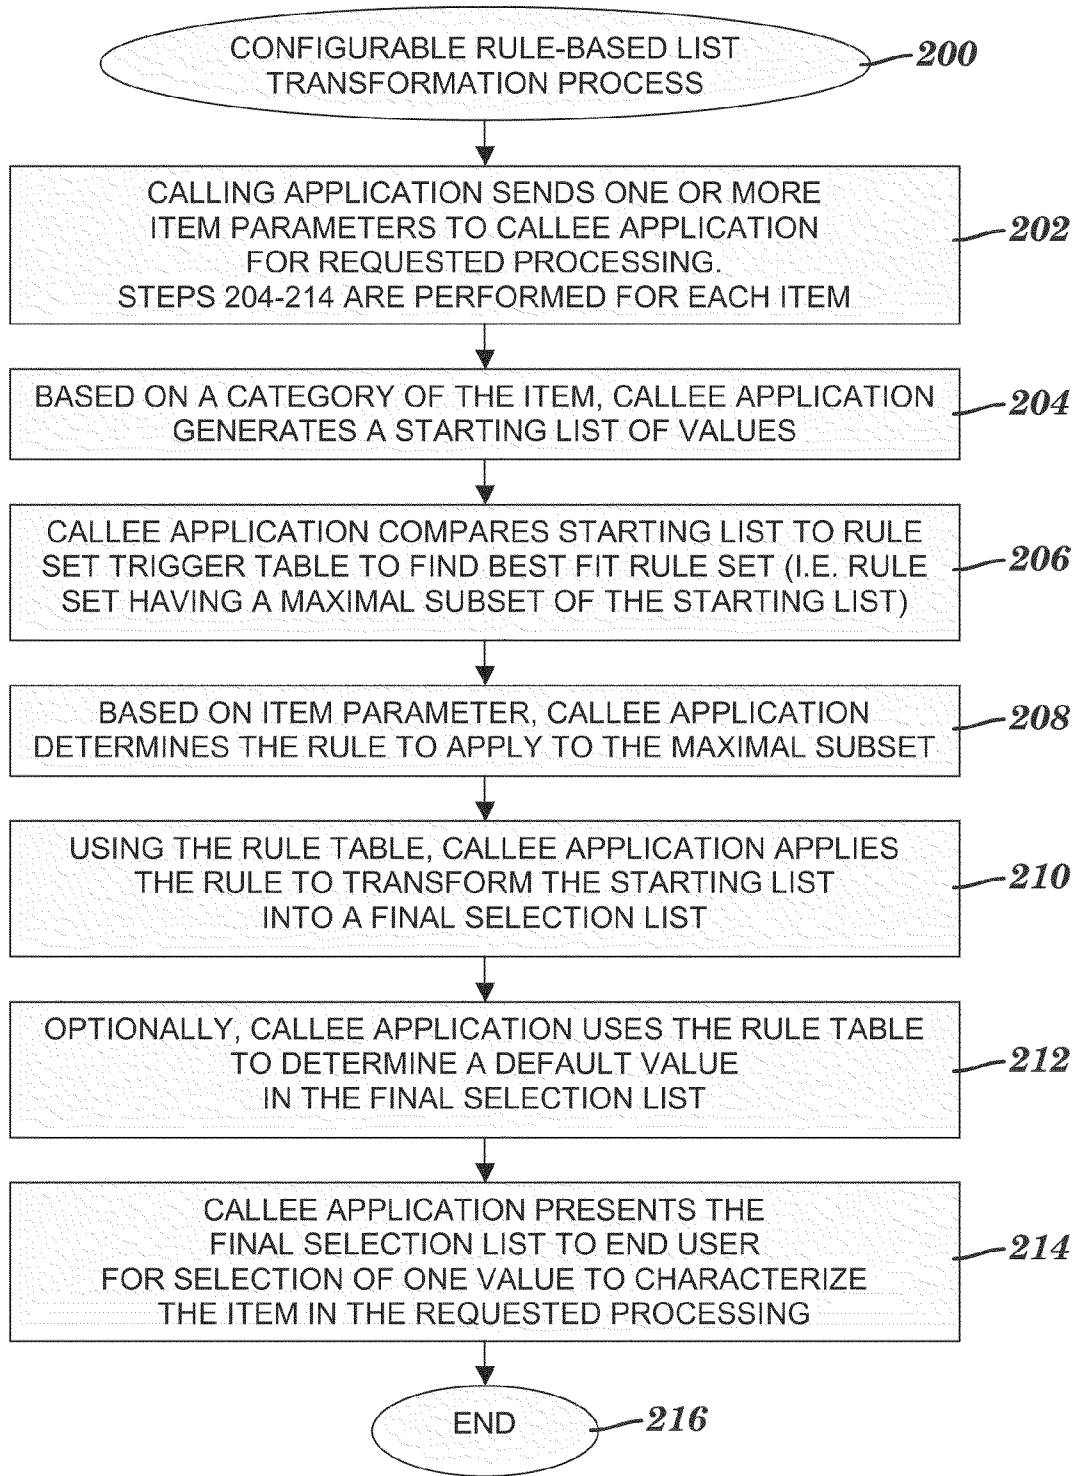 CONFIGURABLE RULE-BASED LIST
TRANSFORMATION PROCESS
200
CALLING APPLICATION SENDS ONE OR MORE
ITEM PARAMETERS TO CALLEE APPLICATION
FOR REQUESTED PROCESSING.
STEPS 204-214 ARE PERFORMED FOR EACH ITEM
202
BASED ON A CATEGORY OF THE ITEM, CALLEE APPLICATION
GENERATES A STARTING LIST OF VALUES
204
CALLEE APPLICATION COMPARES STARTING LIST TO RULE
SET TRIGGER TABLE TO FIND BEST FIT RULE SET (I.E. RULE
SET HAVING A MAXIMAL SUBSET OF THE STARTING LIST)
206
BASED ON ITEM PARAMETER, CALLEE APPLICATION
DETERMINES THE RULE TO APPLY TO THE MAXIMAL SUBSET
208
USING THE RULE TABLE, CALLEE APPLICATION APPLIES
THE RULE TO TRANSFORM THE STARTING LIST
INTO A FINAL SELECTION LIST
210
OPTIONALLY, CALLEE APPLICATION USES THE RULE TABLE
TO DETERMINE A DEFAULT VALUE
IN THE FINAL SELECTION LIST
212
CALLEE APPLICATION PRESENTS THE
FINAL SELECTION LIST TO END USER
FOR SELECTION OF ONE VALUE TO CHARACTERIZE
THE ITEM IN THE REQUESTED PROCESSING
214
END
216